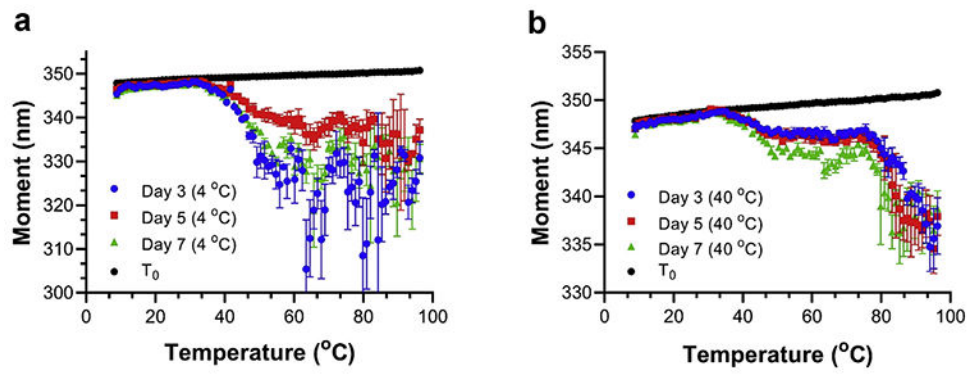 a
Moment (nm)
350
340
330
320
310
300
Day 3 (4 °C)
Day 5 (4 °C)
Day 7 (4 °C)
T₀
0 20 40 60 80 100
Temperature (°C)
b
Moment (nm)
355
350
345
340
335
330
Day 3 (40 °C)
Day 5 (40 °C)
Day 7 (40 °C)
T₀
0 20 40 60 80 100
Temperature (°C)